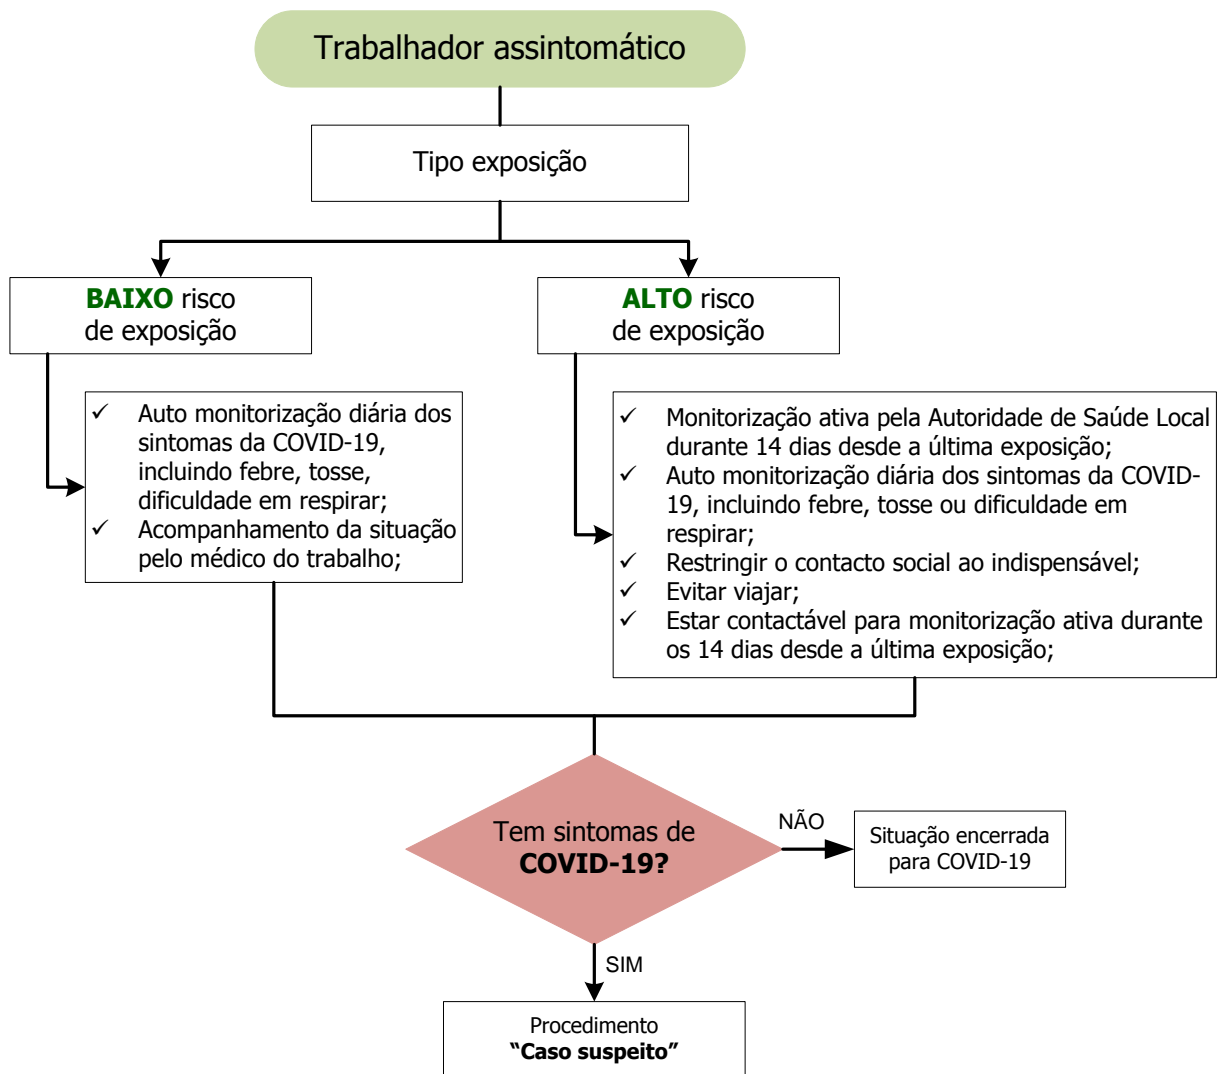 Trabalhador assintomático
Tipo exposição
BAIXO risco
de exposição
ALTO risco
de exposição
✓ Auto monitorização diária dos
sintomas da COVID-19,
incluindo febre, tosse,
dificuldade em respirar;
✓ Acompanhamento da situação
pelo médico do trabalho;
✓ Monitorização ativa pela Autoridade de Saúde Local
durante 14 dias desde a última exposição;
✓ Auto monitorização diária dos sintomas da COVID-
19, incluindo febre, tosse ou dificuldade em
respirar;
✓ Restringir o contacto social ao indispensável;
✓ Evitar viajar;
✓ Estar contactável para monitorização ativa durante
os 14 dias desde a última exposição;
Tem sintomas de
COVID-19?
NÃO
Situação encerrada
para COVID-19
SIM
Procedimento
“Caso suspeito”